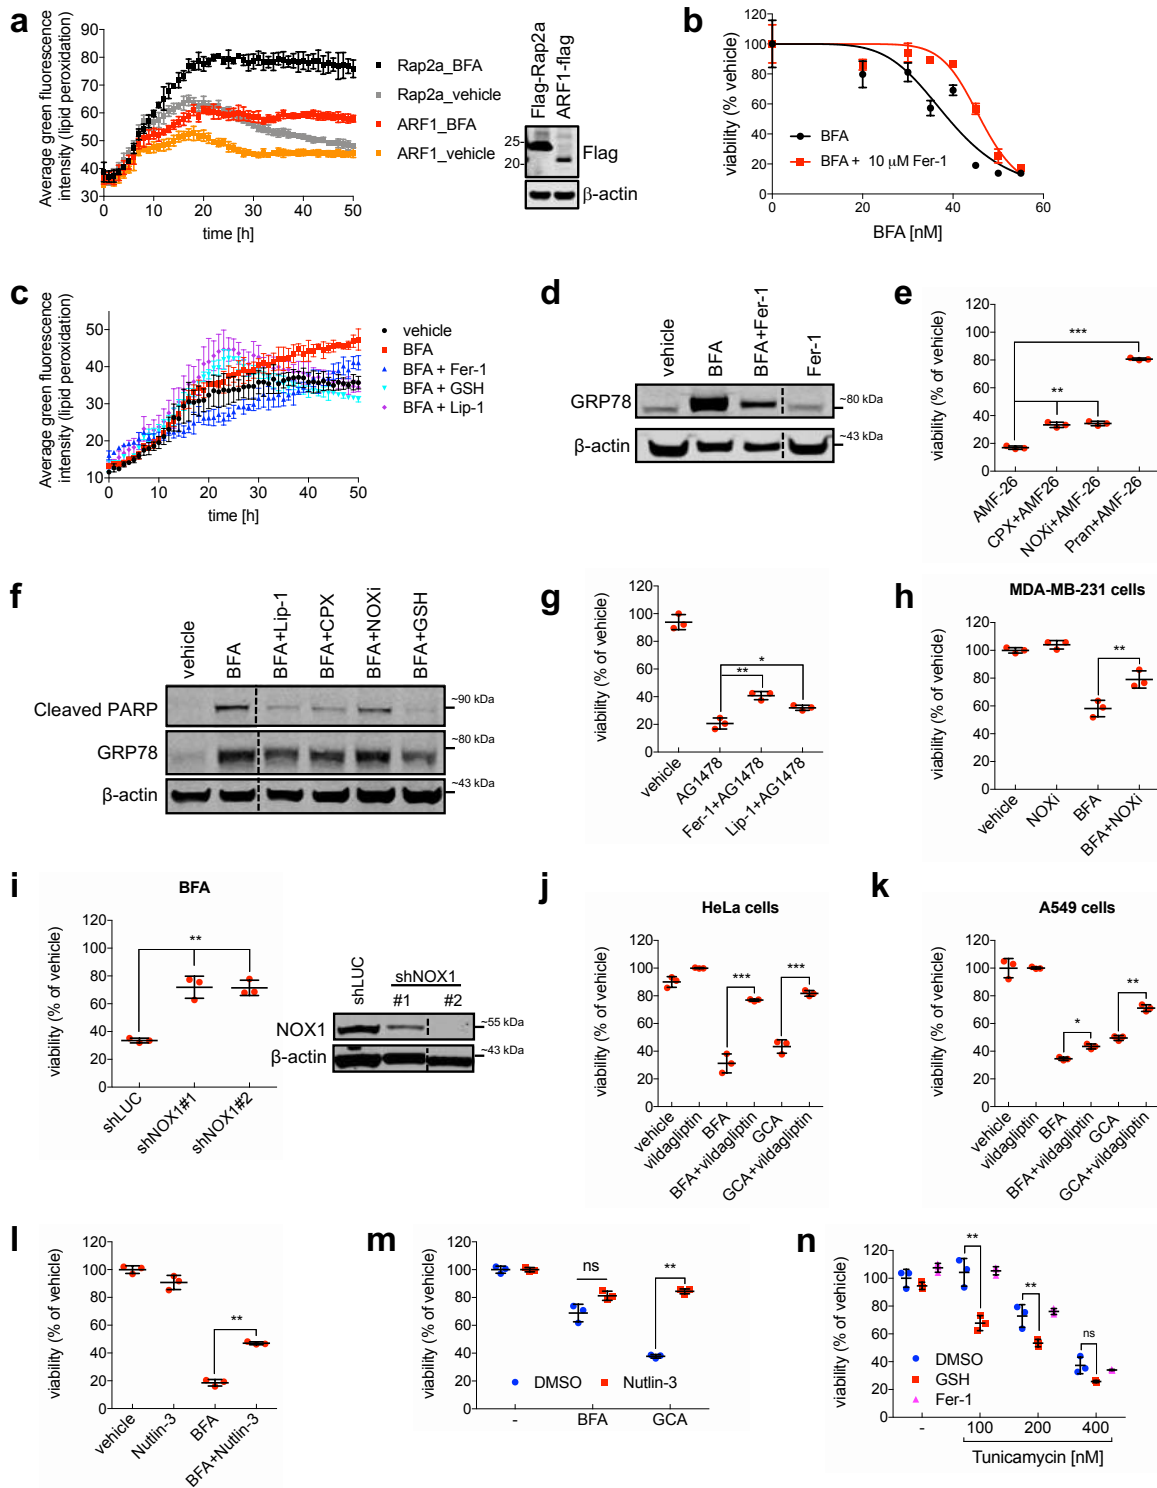 a
Average green fluorescence
intensity (lipid peroxidation)
90
80
70
60
50
40
30
0 10 20 30 40 50
time [h]
Rap2a_BFA
Rap2a_vehicle
ARF1_BFA
ARF1_vehicle
Flag-Rap2a
ARF1-flag
25
20
Flag
β-actin
b
viability (% vehicle)
120
100
80
60
40
20
0
0 20 40 60
BFA [nM]
BFA
BFA + 10 μM Fer-1
c
Average green fluorescence
intensity (lipid peroxidation)
50
40
30
20
10
0 10 20 30 40 50
time [h]
vehicle
BFA
BFA + Fer-1
BFA + GSH
BFA + Lip-1
d
vehicle
BFA
BFA+Fer-1
Fer-1
GRP78
~80 kDa
β-actin
~43 kDa
e
viability (% of vehicle)
120
100
80
60
40
20
0
***
**
AMF-26
CPX+AMF26
NOXi+AMF-26
Pran+AMF-26
f
vehicle
BFA
BFA+Lip-1
BFA+CPX
BFA+NOXi
BFA+GSH
Cleaved PARP
~90 kDa
GRP78
~80 kDa
β-actin
~43 kDa
g
viability (% of vehicle)
100
80
60
40
20
0
*
**
vehicle
AG1478
Fer-1+AG1478
Lip-1+AG1478
h
MDA-MB-231 cells
viability (% of vehicle)
120
100
80
60
40
20
0
**
vehicle
NOXi
BFA
BFA+NOXi
i
BFA
viability (% of vehicle)
120
100
80
60
40
20
0
**
shLUC
shNOX1#1
shNOX1#2
shLUC
shNOX1
#1 #2
NOX1
~55 kDa
β-actin
~43 kDa
j
HeLa cells
viability (% of vehicle)
120
100
80
60
40
20
0
***
***
vehicle
vildagliptin
BFA
BFA+vildagliptin
GCA
GCA+vildagliptin
k
A549 cells
viability (% of vehicle)
120
100
80
60
40
20
0
*
**
vehicle
vildagliptin
BFA
BFA+vildagliptin
GCA
GCA+vildagliptin
l
viability (% of vehicle)
120
100
80
60
40
20
0
**
vehicle
Nutlin-3
BFA
BFA+Nutlin-3
m
viability (% of vehicle)
120
100
80
60
40
20
0
ns
**
DMSO Nutlin-3
- BFA GCA
n
viability (% of vehicle)
120
100
80
60
40
20
0
**
**
ns
DMSO
GSH
Fer-1
- 100 200 400
Tunicamycin [nM]